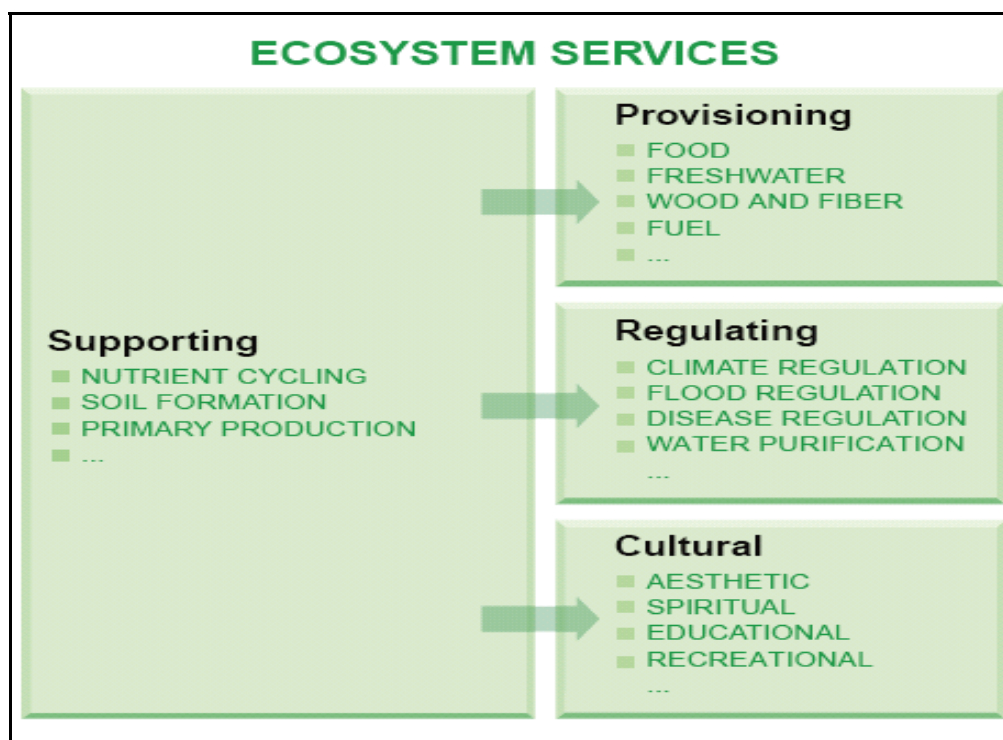 ECOSYSTEM SERVICES
Supporting
NUTRIENT CYCLING
SOIL FORMATION
PRIMARY PRODUCTION
...
Provisioning
FOOD
FRESHWATER
WOOD AND FIBER
FUEL
...
Regulating
CLIMATE REGULATION
FLOOD REGULATION
DISEASE REGULATION
WATER PURIFICATION
...
Cultural
AESTHETIC
SPIRITUAL
EDUCATIONAL
RECREATIONAL
...